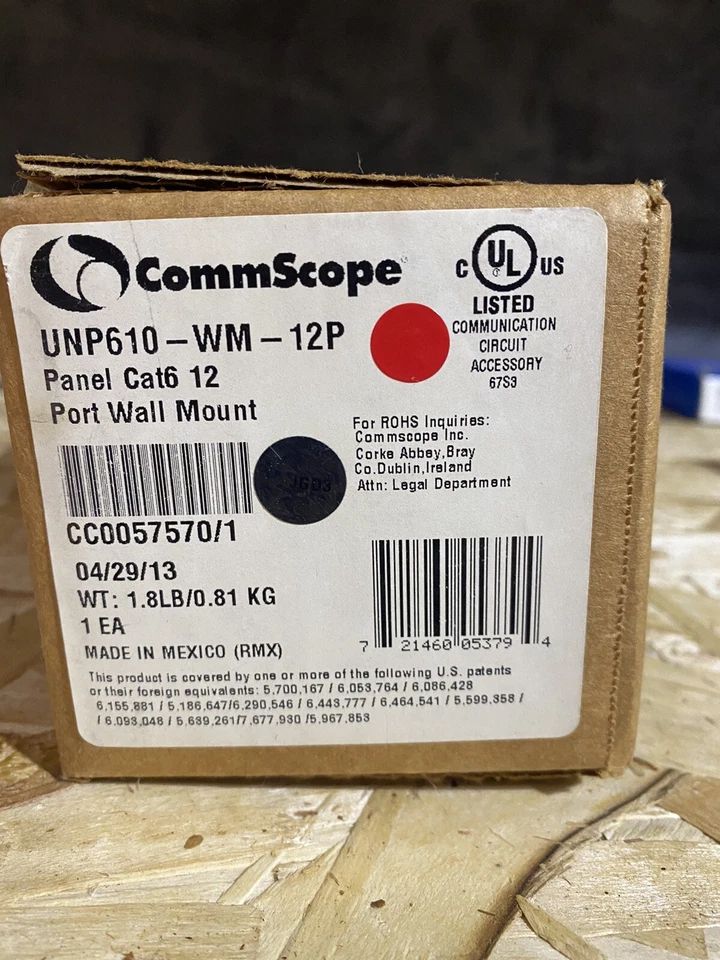 CommScope®
UNP610-WM-12P
Panel Cat6 12
Port Wall Mount
C UL US
LISTED
COMMUNICATION
CIRCUIT
ACCESSORY
67S3
For ROHS Inquiries:
Commscope Inc.
Corke Abbey,Bray
Co.Dublin,Ireland
Attn: Legal Department
CC0057570/1
04/29/13
WT: 1.8LB/0.81 KG
1 EA
MADE IN MEXICO (RMX)
7 21460 05379 4
This product is covered by one or more of the following U.S. patents
or their foreign equivalents: 5,700,167 / 6,053,764 / 6,086,428
6,155,881 / 5,186,647/6,290,546 / 6,443,777 / 6,464,541 / 5,599,358 /
/ 6,093,048 / 5,639,261/7,677,930 /5,967,853